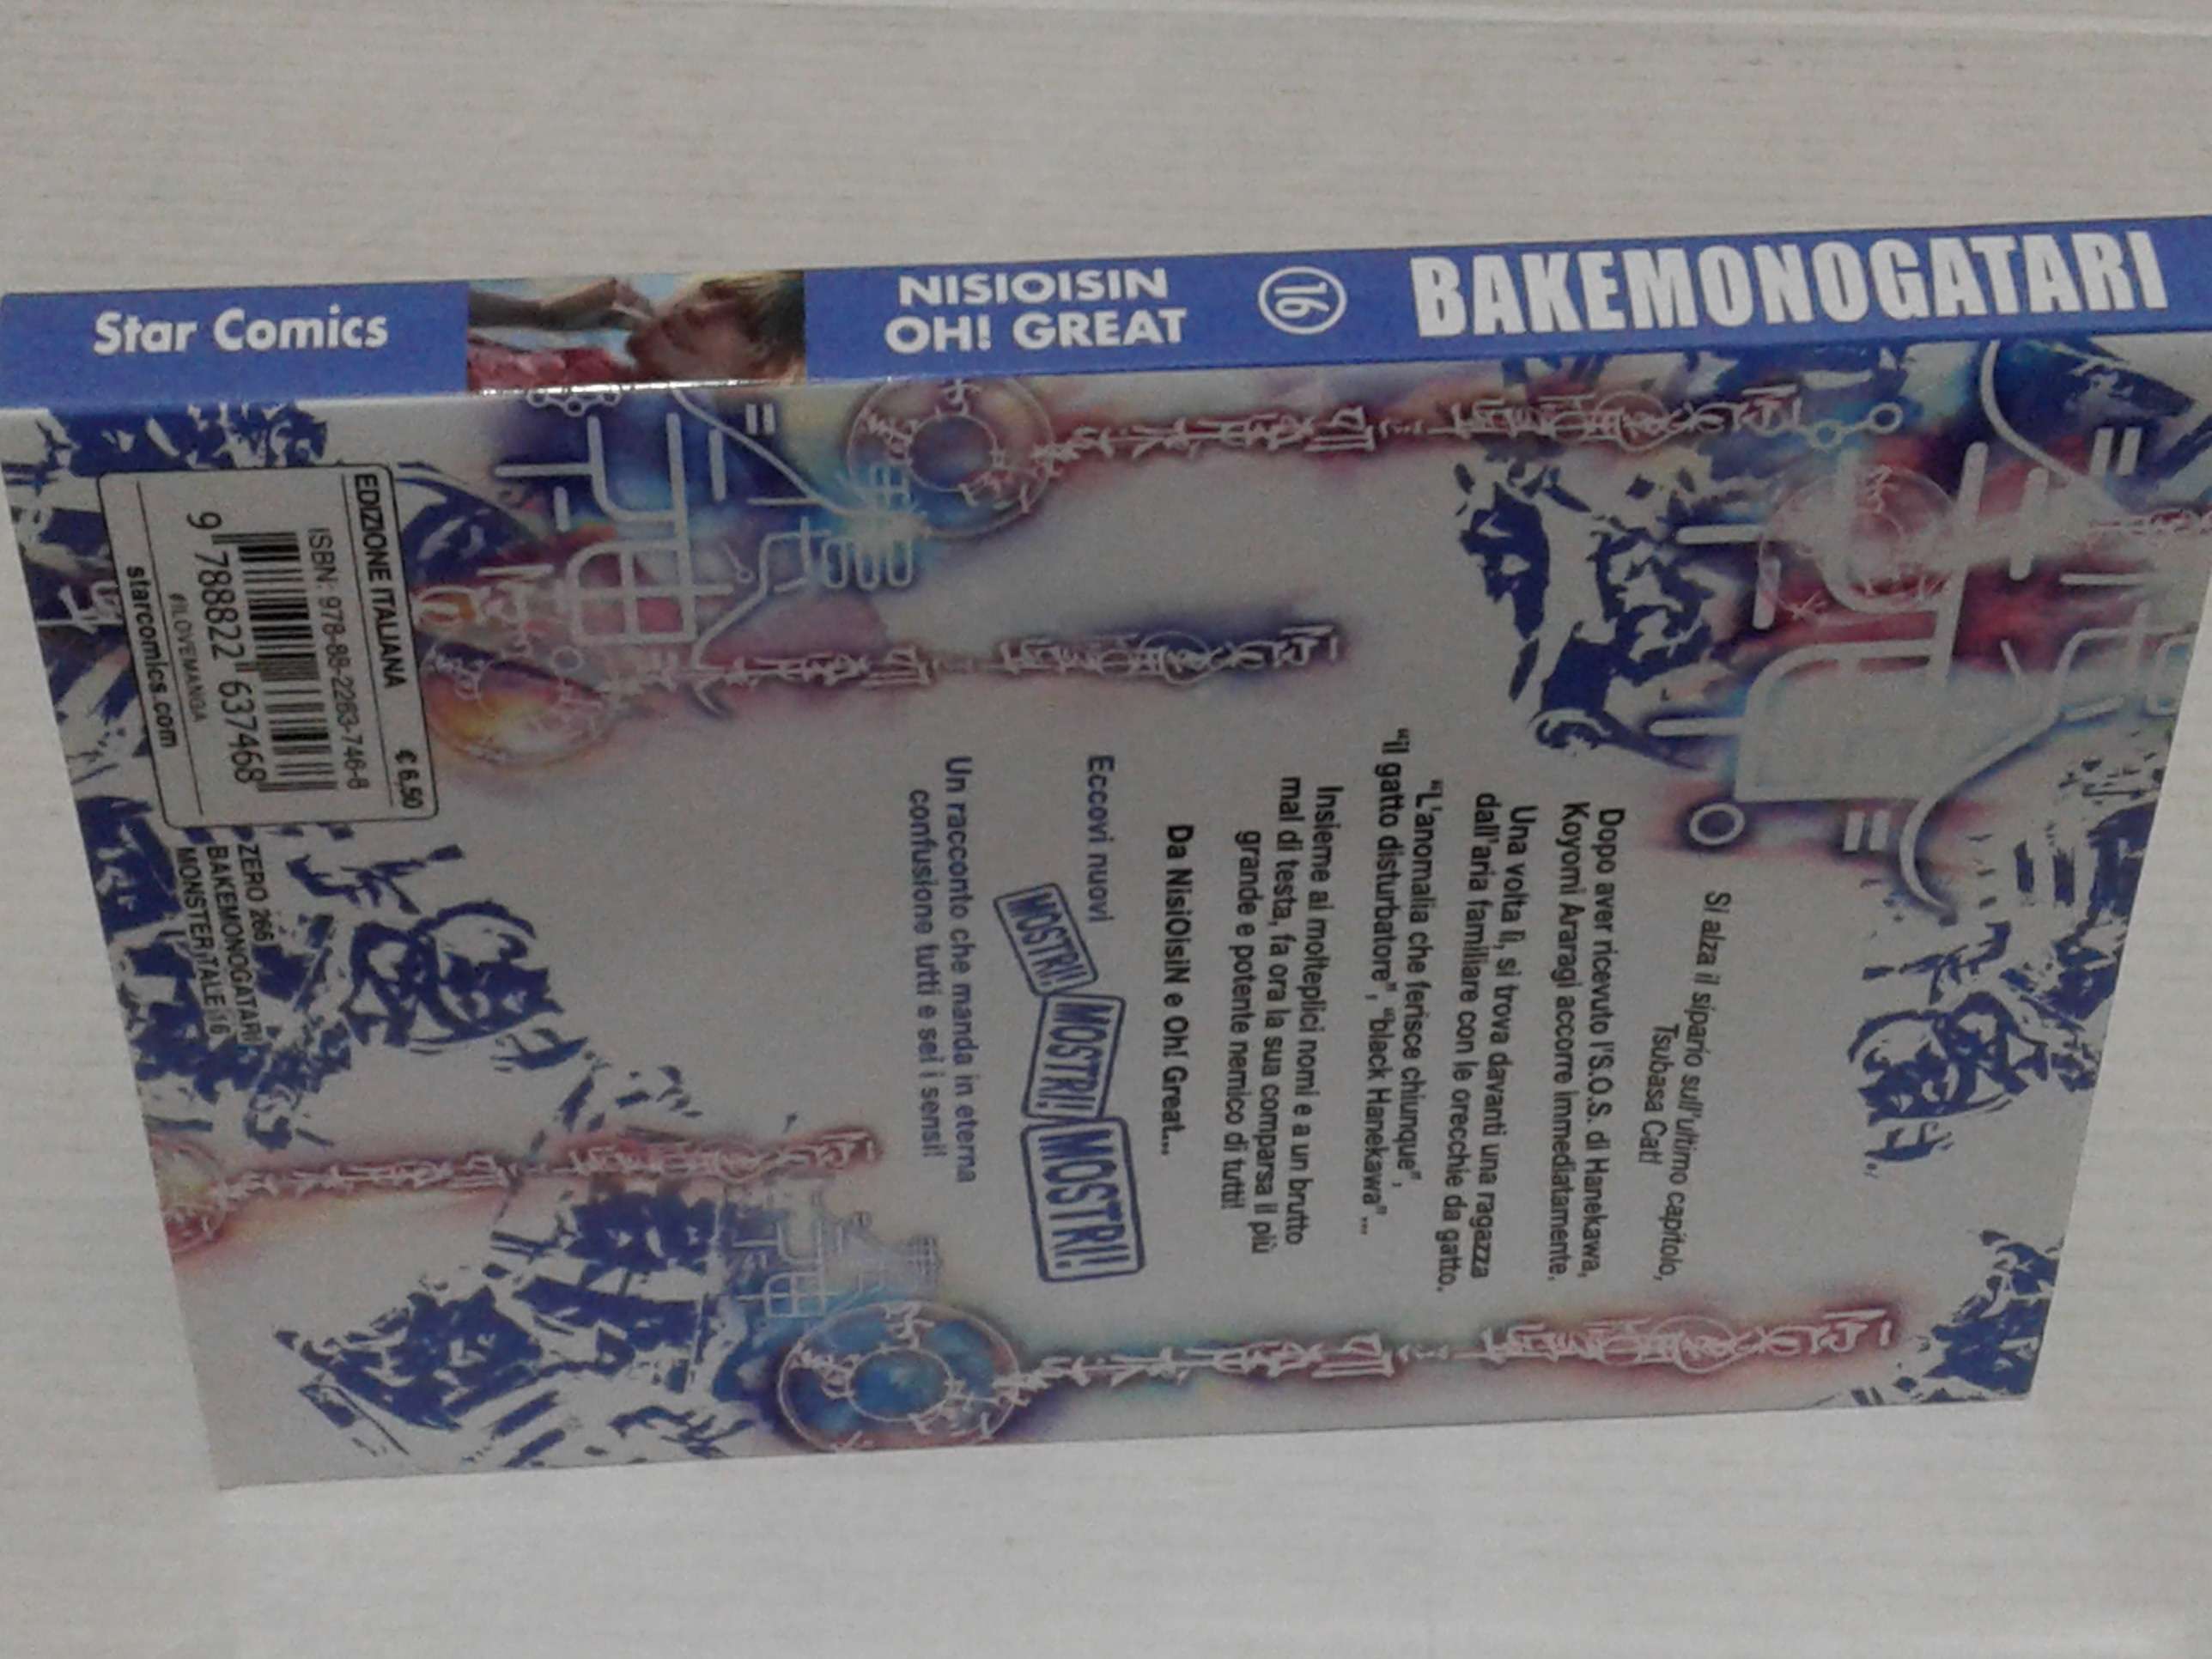 Star Comics
NISIOISIN
OH! GREAT
16
BAKEMONOGATARI
Si alza il sipario sull'ultimo capitolo,
Tsubasa Cat!
Dopo aver ricevuto l'S.O.S. di Hanekawa,
Koyomi Araragi accorre immediatamente.
Una volta lì, si trova davanti una ragazza
dall'aria familiare con le orecchie da gatto.
“L'anomalia che ferisce chiunque”,
“il gatto disturbatore”, “black Hanekawa”...
Insieme ai molteplici nomi e a un brutto
mal di testa, fa ora la sua comparsa il più
grande e potente nemico di tutti!
Da NisiOisiN e Oh! Great...
Eccovi nuovi
MOSTRI! MOSTRI! MOSTRI!
Un racconto che manda in eterna
confusione tutti e sei i sensi!
EDIZIONE ITALIANA € 6,50
ISBN: 978-88-2263-746-8
9 788822 637468
#ILOVEMANGA
starcomics.com
ZERO 266
BAKEMONOGATARI
MONSTER TALE 16